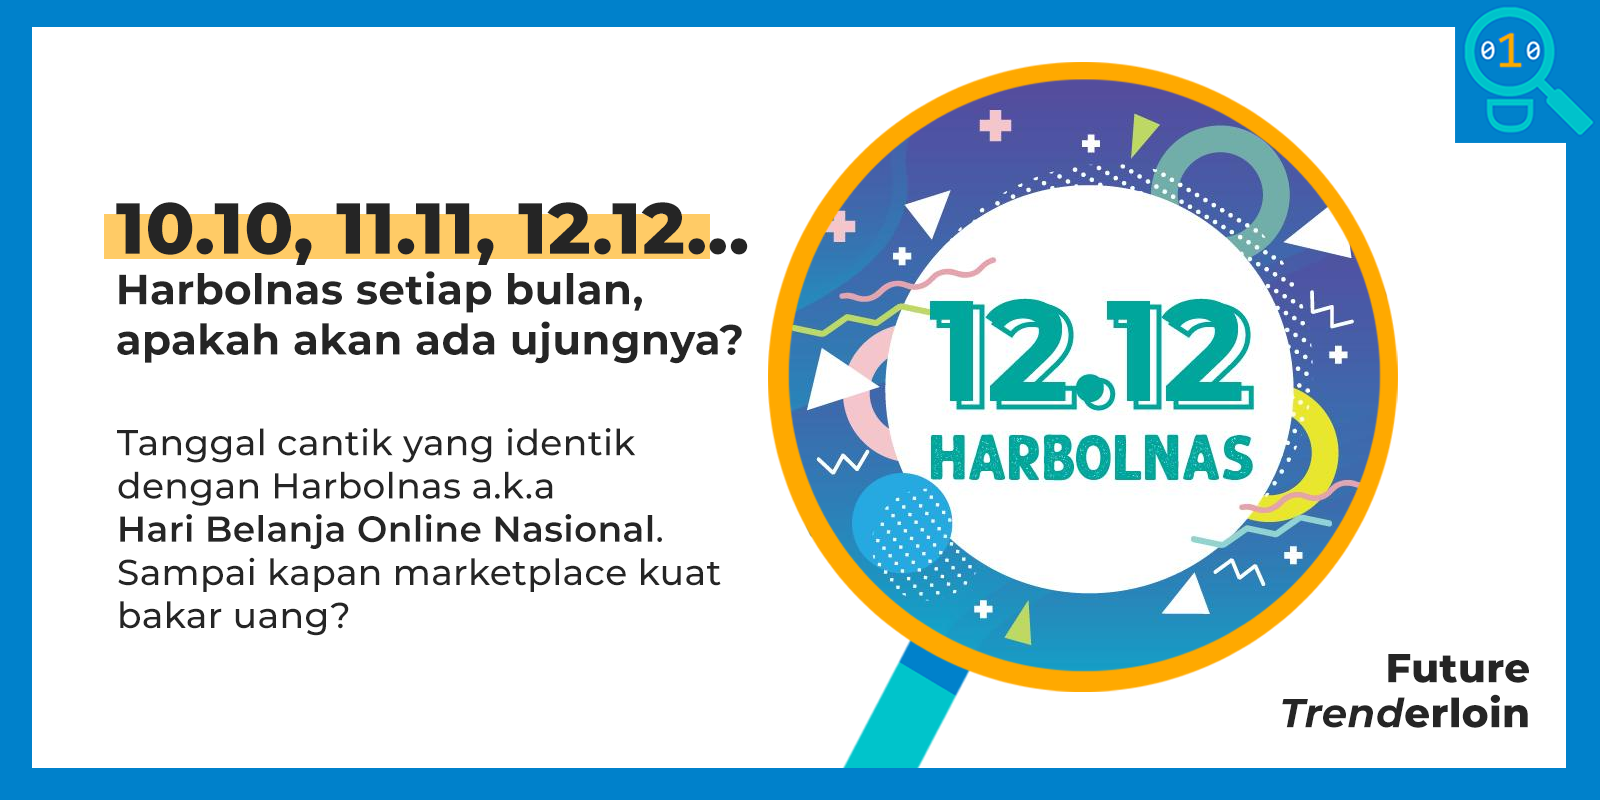 10.10, 11.11, 12.12...
Harbolnas setiap bulan,
apakah akan ada ujungnya?
Tanggal cantik yang identik
dengan Harbolnas a.k.a
Hari Belanja Online Nasional.
Sampai kapan marketplace kuat
bakar uang?
12.12
HARBOLNAS
010
Future
Trenderloin